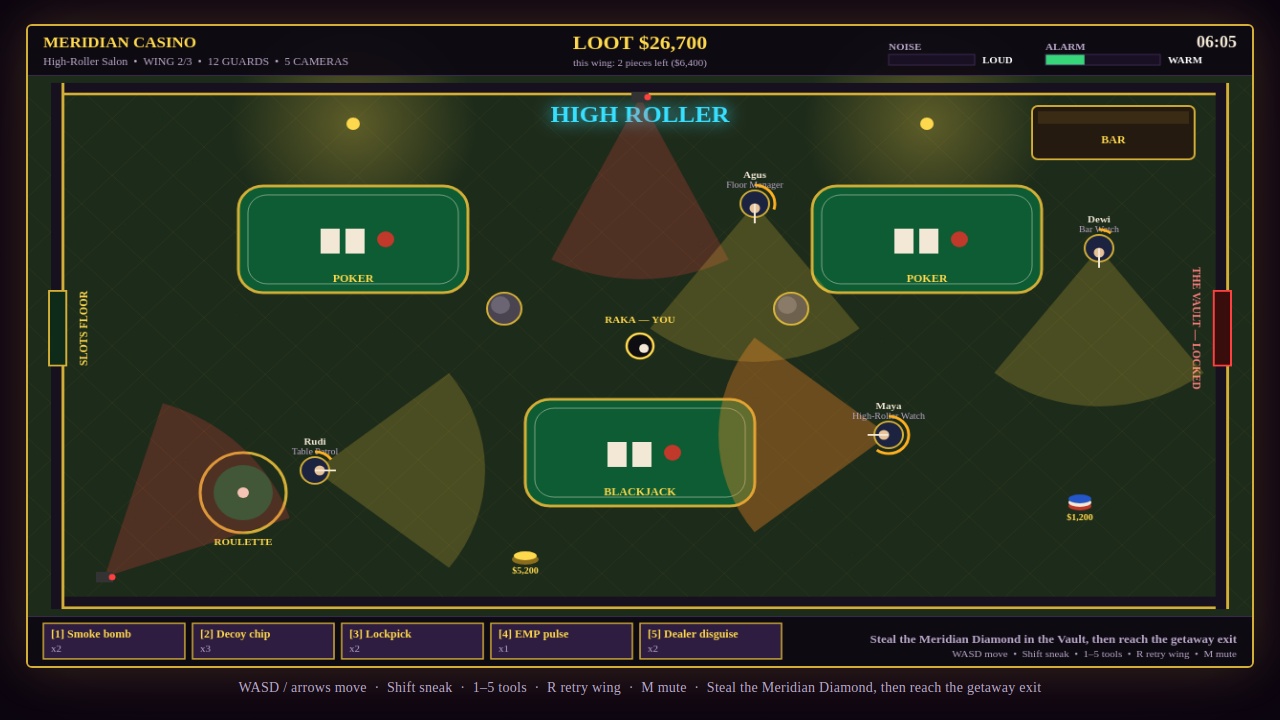 MERIDIAN CASINO
High-Roller Salon • WING 2/3 • 12 GUARDS • 5 CAMERAS
LOOT $26,700
this wing: 2 pieces left ($6,400)
NOISE
LOUD
ALARM
WARM
06:05
HIGH ROLLER
BAR
Agus
Floor Manager
Dewi
Bar Watch
POKER
POKER
SLOTS FLOOR
THE VAULT — LOCKED
RAKA — YOU
Maya
High-Roller Watch
Rudi
Table Patrol
BLACKJACK
ROULETTE
$1,200
$5,200
[1] Smoke bomb
x2
[2] Decoy chip
x3
[3] Lockpick
x2
[4] EMP pulse
x1
[5] Dealer disguise
x2
Steal the Meridian Diamond in the Vault, then reach the getaway exit
WASD move • Shift sneak • 1–5 tools • R retry wing • M mute
WASD / arrows move · Shift sneak · 1–5 tools · R retry wing · M mute · Steal the Meridian Diamond, then reach the getaway exit